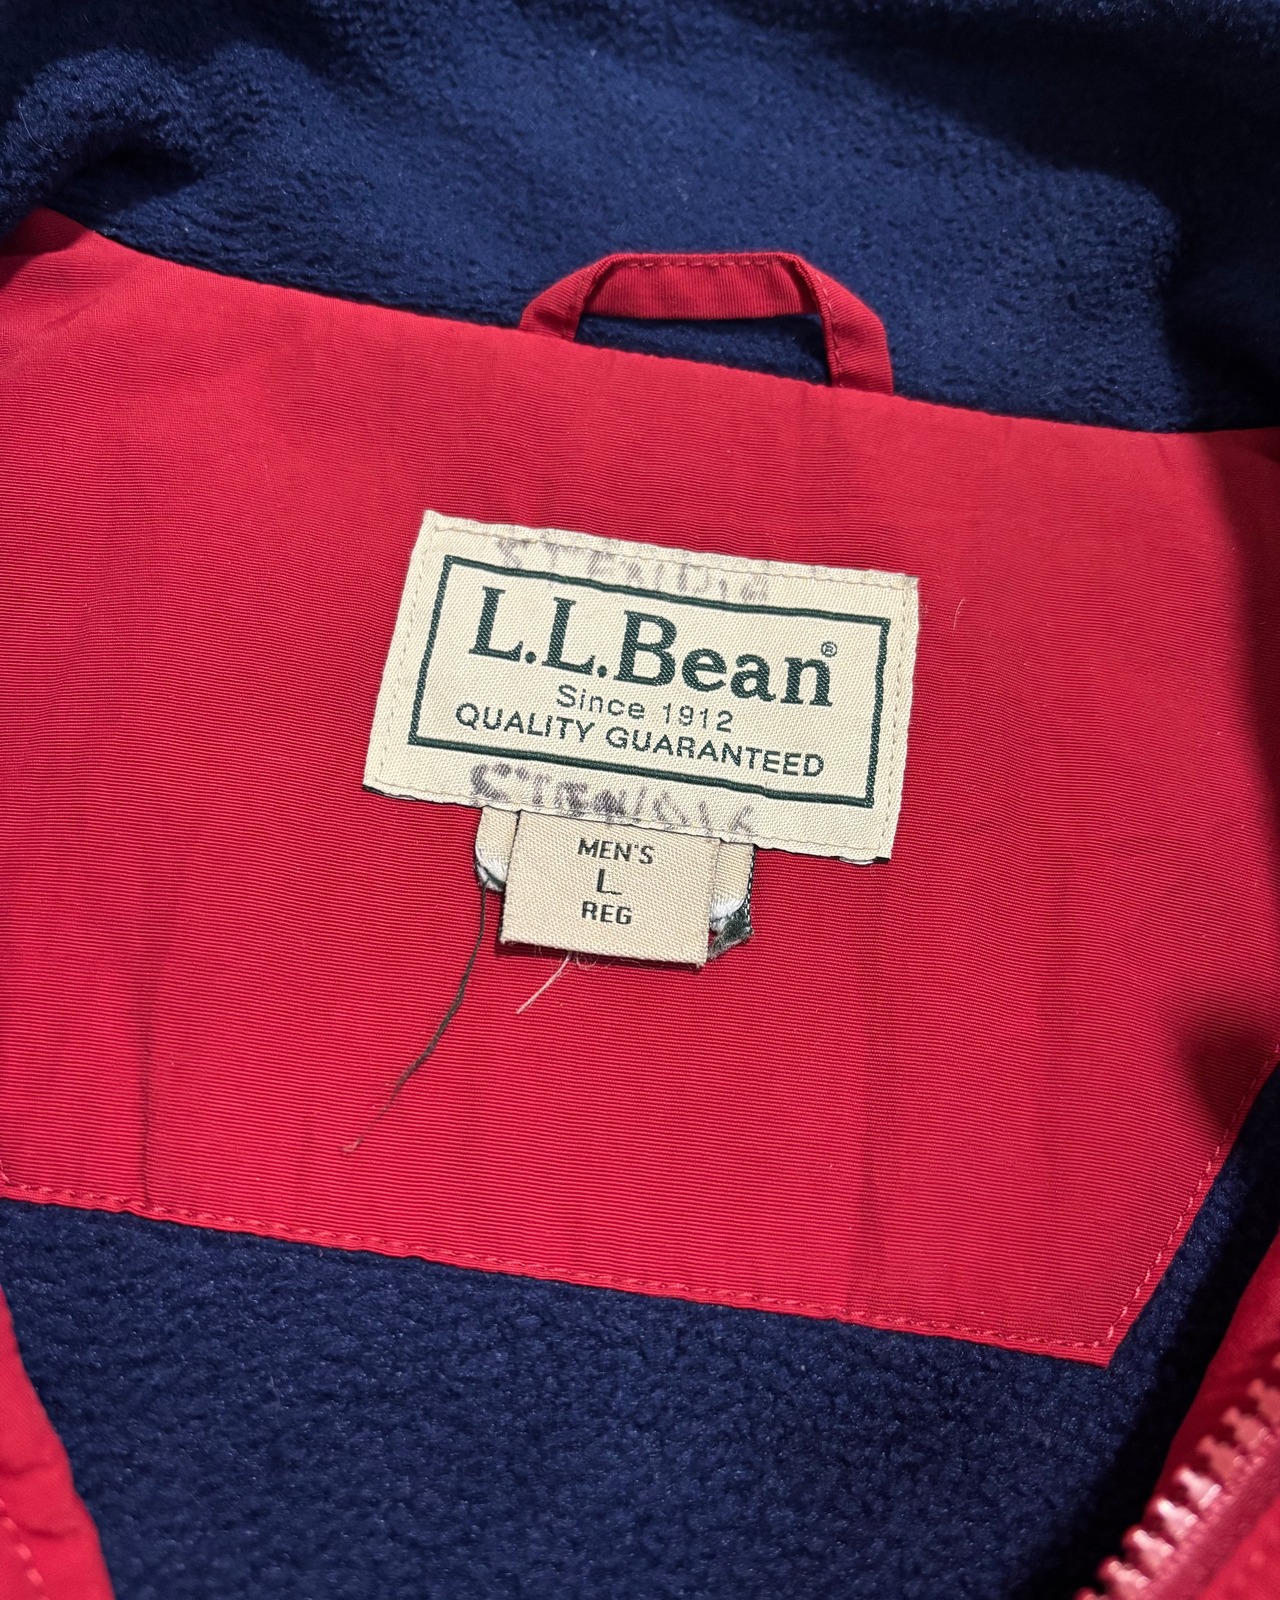 L.L.Bean®
Since 1912
QUALITY GUARANTEED
MEN'S
L
REG